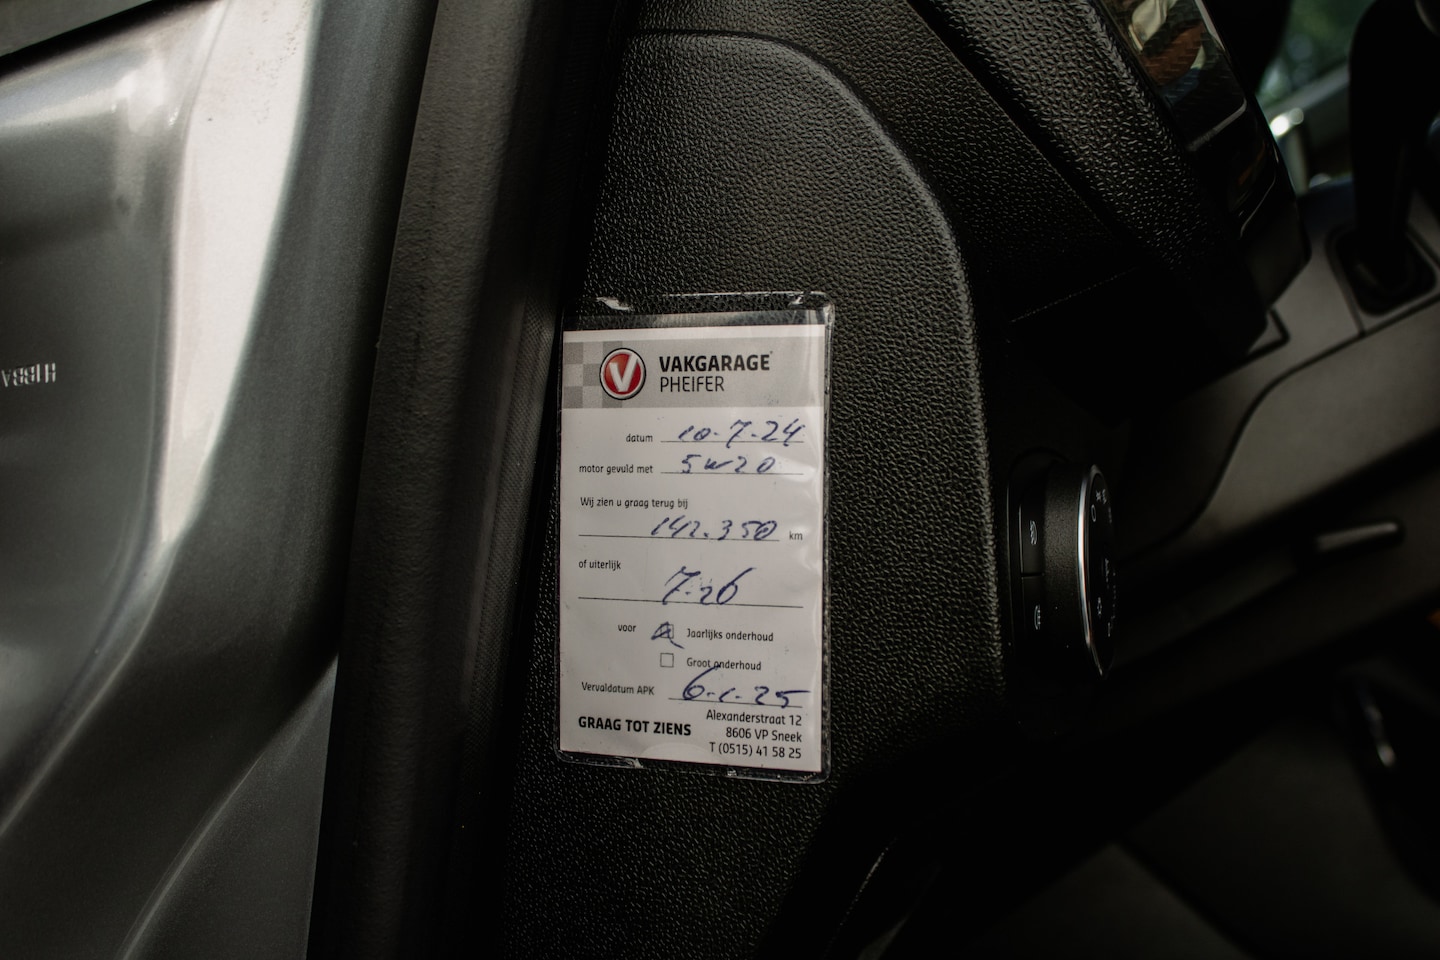 VAKGARAGE
PHEIFER
datum 10-7-24
motor gevuld met 5W20
Wij zien u graag terug bij
142.350 km
of uiterlijk
7-26
voor Jaarlijks onderhoud
Groot onderhoud
Vervaldatum APK 6-1-25
GRAAG TOT ZIENS
Alexanderstraat 12
8606 VP Sneek
T (0515) 41 58 25